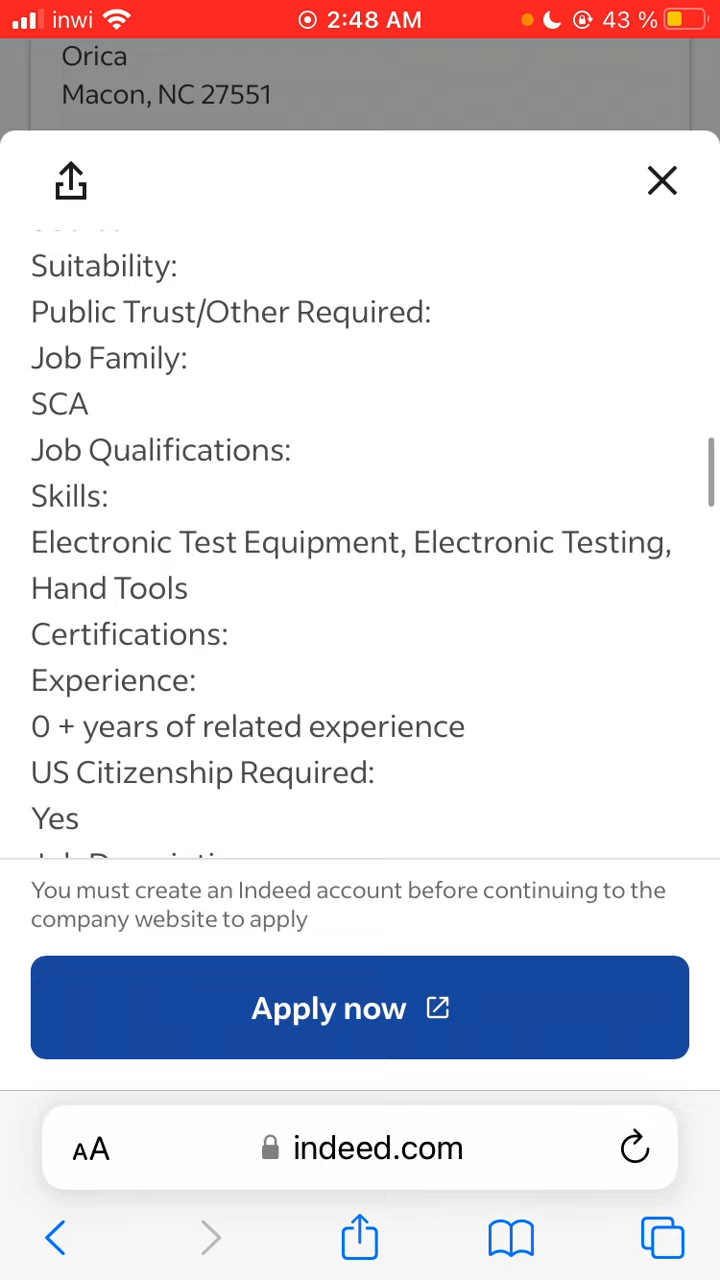 inwi 2:48 AM 43 %
Orica
Macon, NC 27551
Suitability:
Public Trust/Other Required:
Job Family:
SCA
Job Qualifications:
Skills:
Electronic Test Equipment, Electronic Testing,
Hand Tools
Certifications:
Experience:
0 + years of related experience
US Citizenship Required:
Yes
You must create an Indeed account before continuing to the
company website to apply
Apply now
AA indeed.com